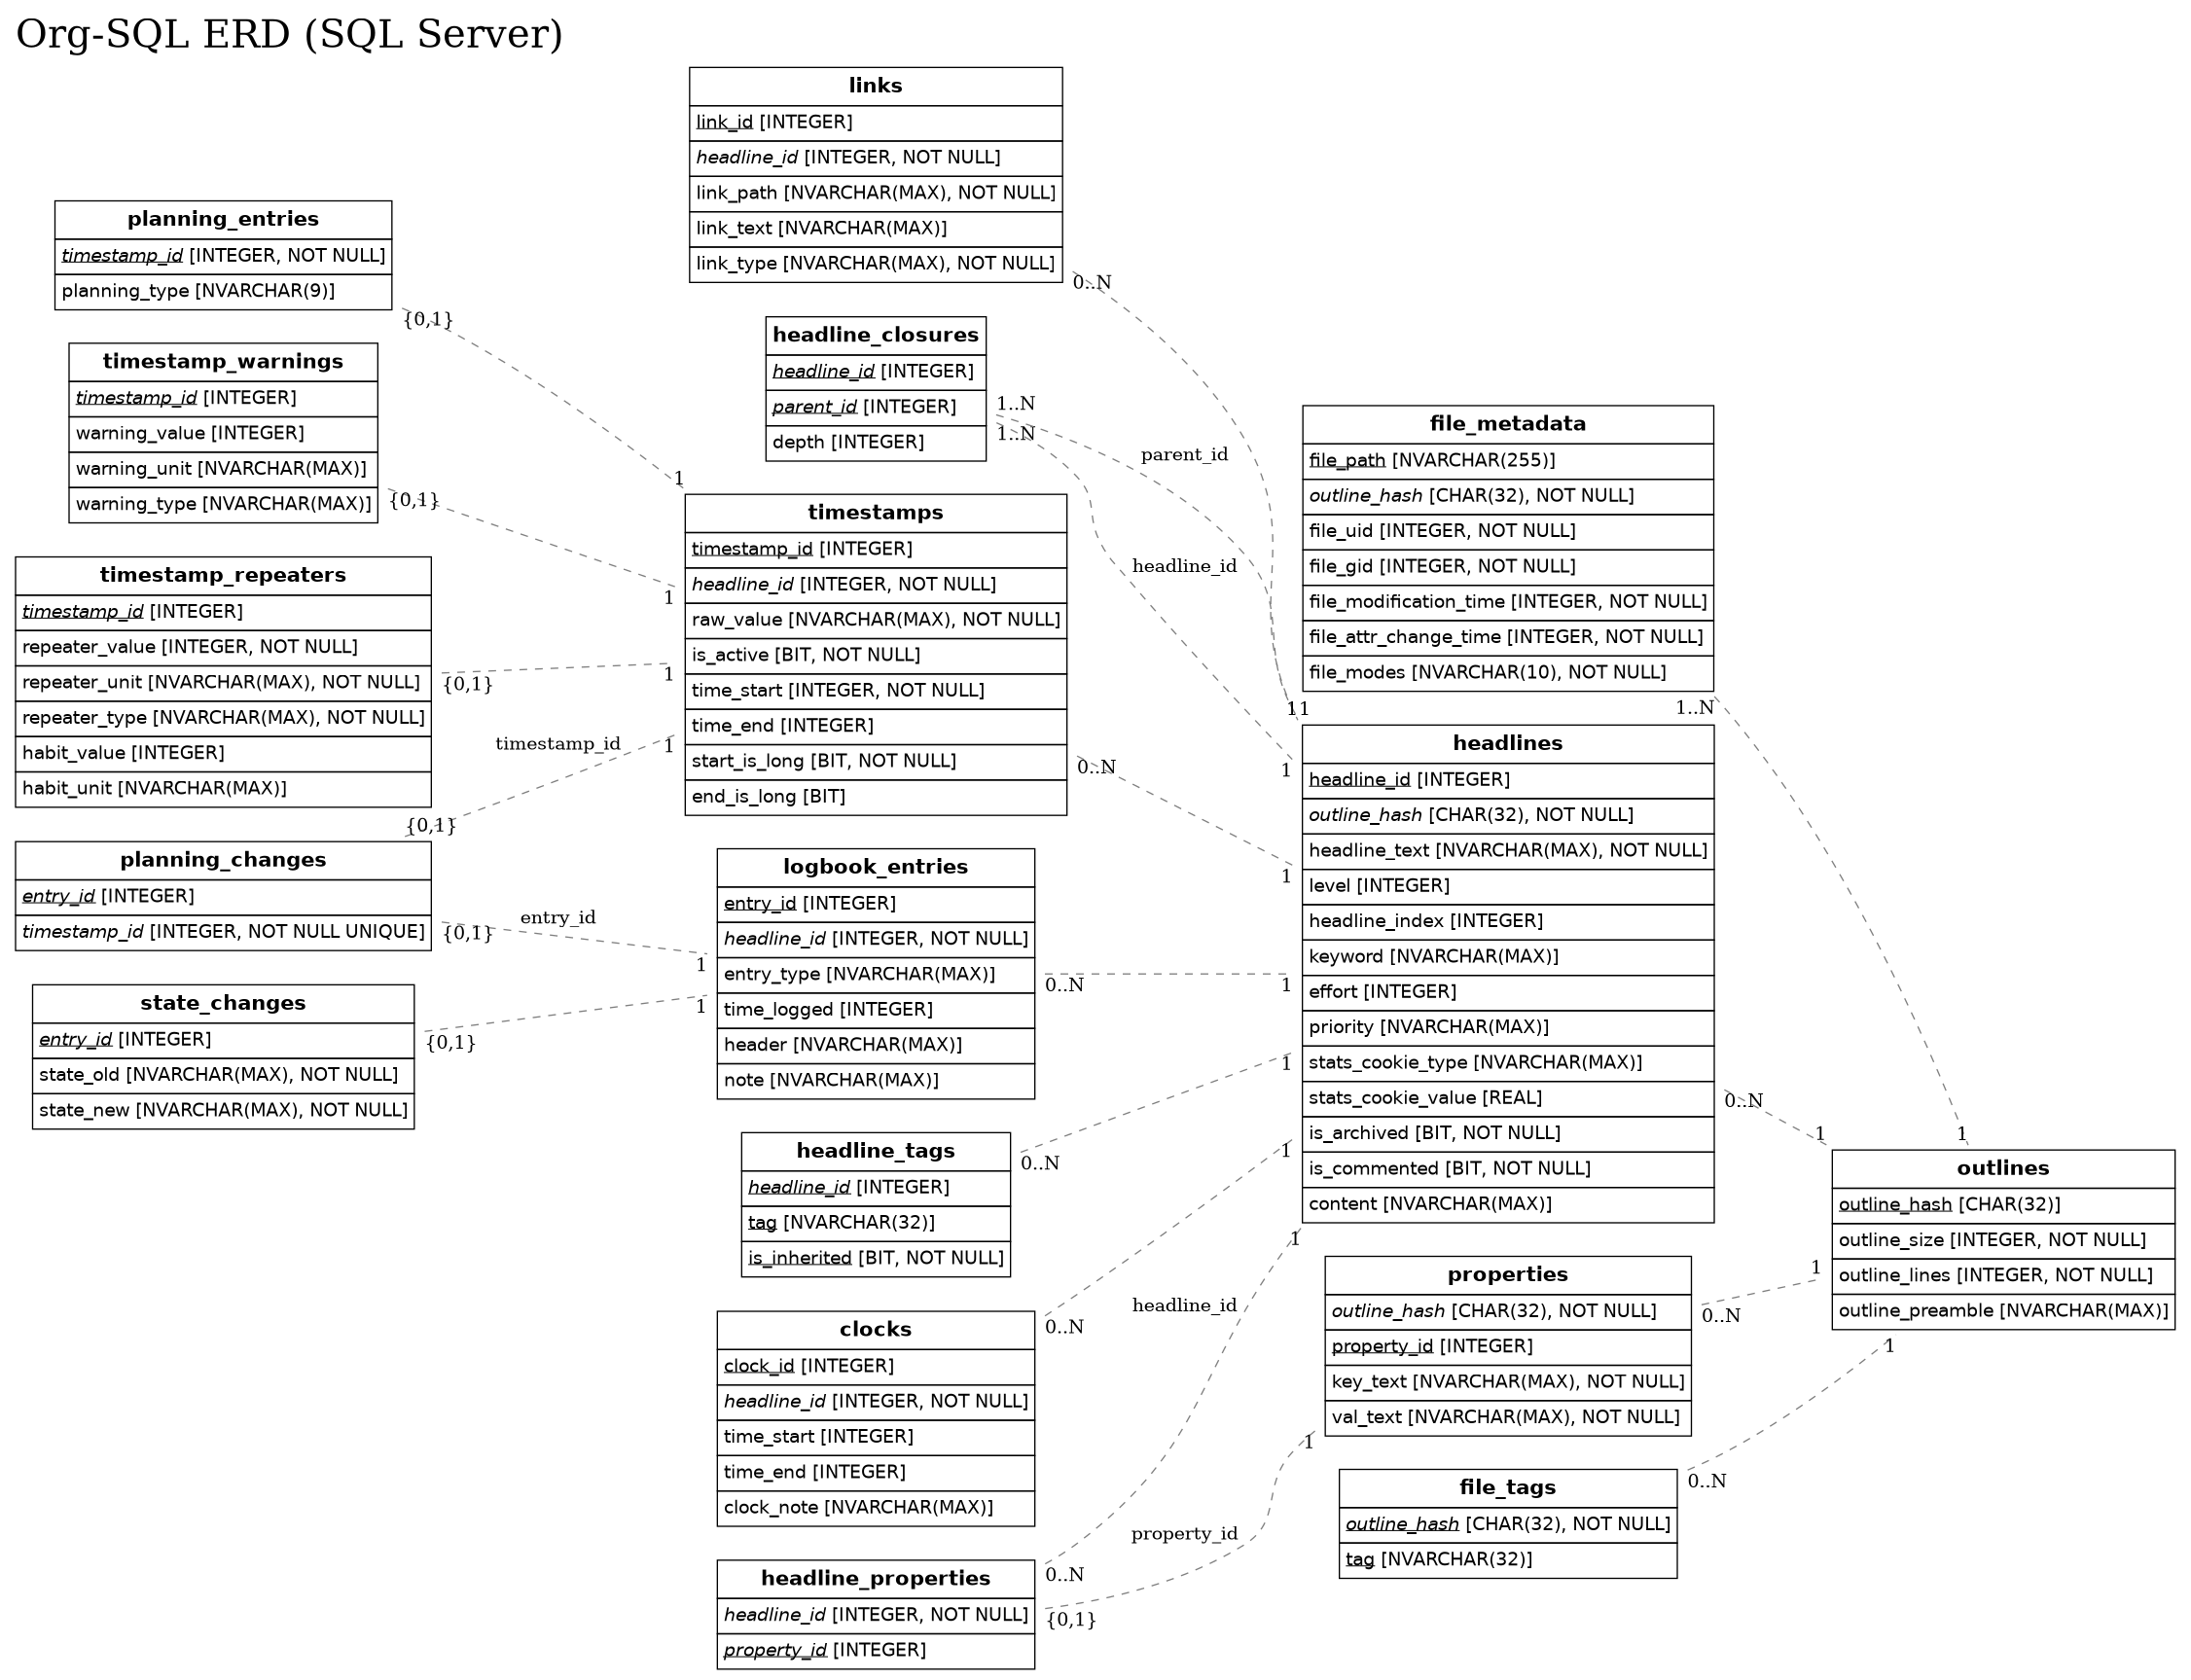 Org-SQL ERD (SQL Server)
links
link_id [INTEGER]
headline_id [INTEGER, NOT NULL]
link_path [NVARCHAR(MAX), NOT NULL]
link_text [NVARCHAR(MAX)]
link_type [NVARCHAR(MAX), NOT NULL]
0..N
planning_entries
timestamp_id [INTEGER, NOT NULL]
planning_type [NVARCHAR(9)]
{0,1}
1
timestamp_warnings
timestamp_id [INTEGER]
warning_value [INTEGER]
warning_unit [NVARCHAR(MAX)]
warning_type [NVARCHAR(MAX)]
{0,1}
1
timestamp_repeaters
timestamp_id [INTEGER]
repeater_value [INTEGER, NOT NULL]
repeater_unit [NVARCHAR(MAX), NOT NULL]
repeater_type [NVARCHAR(MAX), NOT NULL]
habit_value [INTEGER]
habit_unit [NVARCHAR(MAX)]
{0,1}
1
timestamp_id
1
{0,1}
planning_changes
entry_id [INTEGER]
timestamp_id [INTEGER, NOT NULL UNIQUE]
entry_id
{0,1}
1
state_changes
entry_id [INTEGER]
state_old [NVARCHAR(MAX), NOT NULL]
state_new [NVARCHAR(MAX), NOT NULL]
{0,1}
1
headline_closures
headline_id [INTEGER]
parent_id [INTEGER]
depth [INTEGER]
1..N
1..N
parent_id
headline_id
timestamps
timestamp_id [INTEGER]
headline_id [INTEGER, NOT NULL]
raw_value [NVARCHAR(MAX), NOT NULL]
is_active [BIT, NOT NULL]
time_start [INTEGER, NOT NULL]
time_end [INTEGER]
start_is_long [BIT, NOT NULL]
end_is_long [BIT]
0..N
logbook_entries
entry_id [INTEGER]
headline_id [INTEGER, NOT NULL]
entry_type [NVARCHAR(MAX)]
time_logged [INTEGER]
header [NVARCHAR(MAX)]
note [NVARCHAR(MAX)]
0..N
headline_tags
headline_id [INTEGER]
tag [NVARCHAR(32)]
is_inherited [BIT, NOT NULL]
0..N
clocks
clock_id [INTEGER]
headline_id [INTEGER, NOT NULL]
time_start [INTEGER]
time_end [INTEGER]
clock_note [NVARCHAR(MAX)]
0..N
headline_properties
headline_id [INTEGER, NOT NULL]
property_id [INTEGER]
0..N
{0,1}
headline_id
property_id
file_metadata
file_path [NVARCHAR(255)]
outline_hash [CHAR(32), NOT NULL]
file_uid [INTEGER, NOT NULL]
file_gid [INTEGER, NOT NULL]
file_modification_time [INTEGER, NOT NULL]
file_attr_change_time [INTEGER, NOT NULL]
file_modes [NVARCHAR(10), NOT NULL]
1..N
11
headlines
headline_id [INTEGER]
outline_hash [CHAR(32), NOT NULL]
headline_text [NVARCHAR(MAX), NOT NULL]
level [INTEGER]
headline_index [INTEGER]
keyword [NVARCHAR(MAX)]
effort [INTEGER]
priority [NVARCHAR(MAX)]
stats_cookie_type [NVARCHAR(MAX)]
stats_cookie_value [REAL]
is_archived [BIT, NOT NULL]
is_commented [BIT, NOT NULL]
content [NVARCHAR(MAX)]
1
1
1
1
1
1
0..N
1
1
properties
outline_hash [CHAR(32), NOT NULL]
property_id [INTEGER]
key_text [NVARCHAR(MAX), NOT NULL]
val_text [NVARCHAR(MAX), NOT NULL]
1
0..N
1
file_tags
outline_hash [CHAR(32), NOT NULL]
tag [NVARCHAR(32)]
0..N
1
outlines
outline_hash [CHAR(32)]
outline_size [INTEGER, NOT NULL]
outline_lines [INTEGER, NOT NULL]
outline_preamble [NVARCHAR(MAX)]